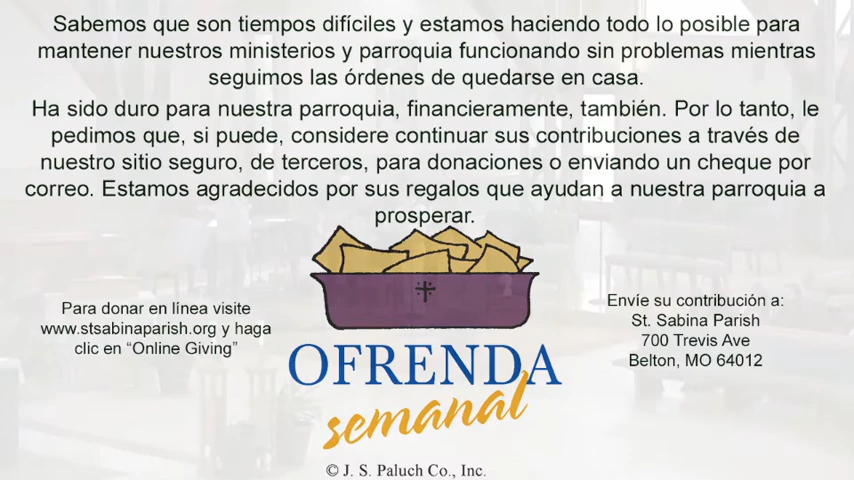 Sabemos que son tiempos difíciles y estamos haciendo todo lo posible para
mantener nuestros ministerios y parroquia funcionando sin problemas mientras
seguimos las órdenes de quedarse en casa.
Ha sido duro para nuestra parroquia, financieramente, también. Por lo tanto, le
pedimos que, si puede, considere continuar sus contribuciones a través de
nuestro sitio seguro, de terceros, para donaciones o enviando un cheque por
correo. Estamos agradecidos por sus regalos que ayudan a nuestra parroquia a
prosperar.
Para donar en línea visite
www.stsabinaparish.org y haga
clic en “Online Giving”
Envíe su contribución a:
St. Sabina Parish
700 Trevis Ave
Belton, MO 64012
OFRENDA
semanal
© J. S. Paluch Co., Inc.